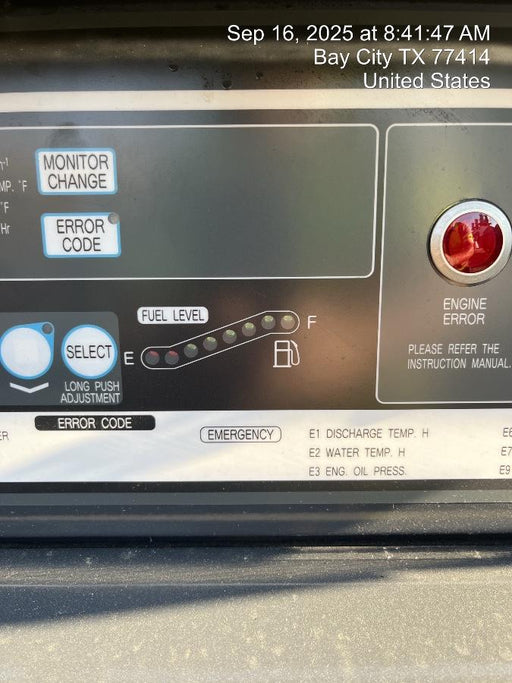 Sep 16, 2025 at 8:41:47 AM
Bay City TX 77414
United States
MONITOR
CHANGE
°F
°F
ERROR
CODE
ENGINE
ERROR
PLEASE REFER THE
INSTRUCTION MANUAL.
FUEL LEVEL
F
E
SELECT
LONG PUSH
ADJUSTMENT
ERROR CODE
EMERGENCY
E1 DISCHARGE TEMP. H
E2 WATER TEMP. H
E3 ENG. OIL PRESS.
E7
E9